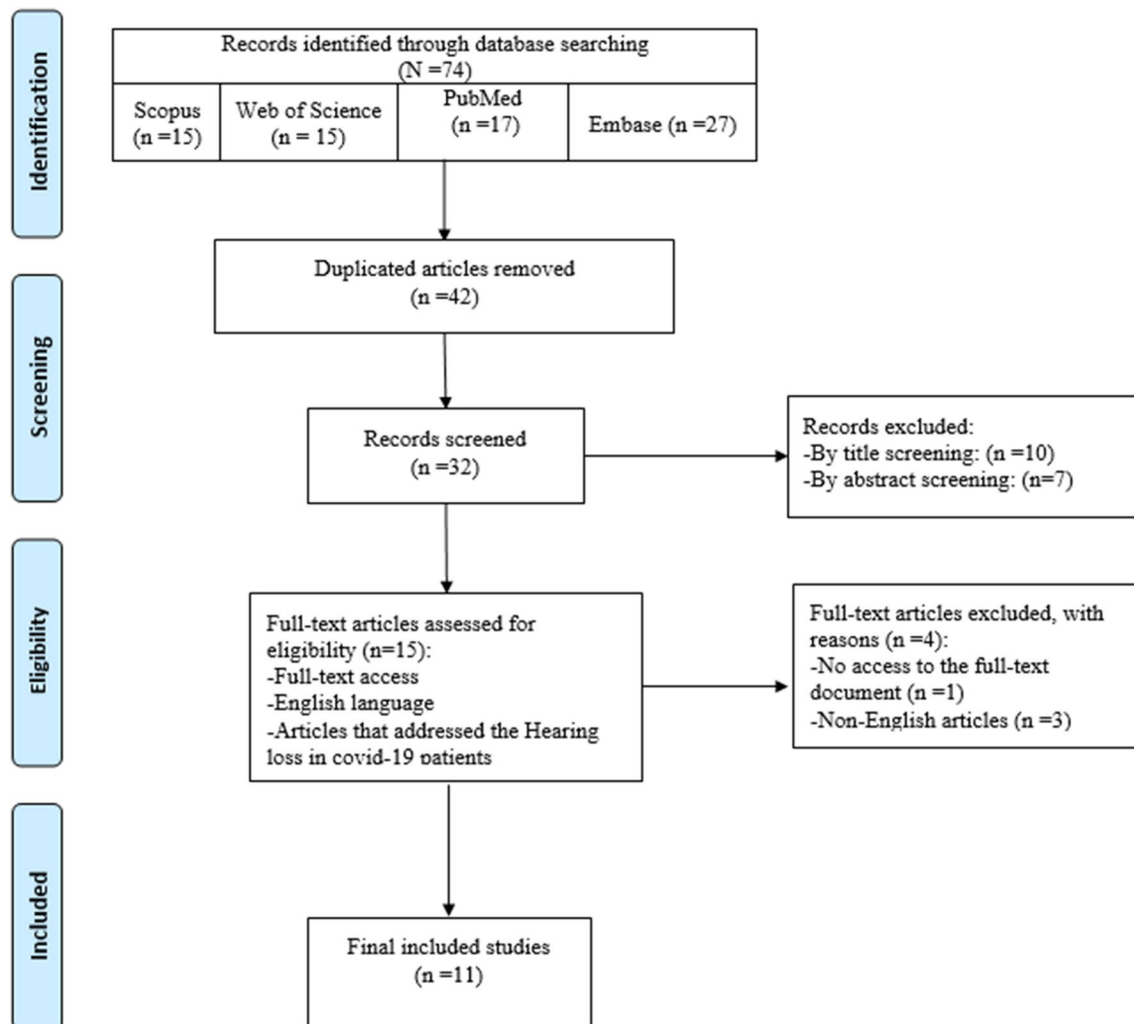 Identification
Records identified through database searching
(N =74)
Scopus
(n =15)
Web of Science
(n = 15)
PubMed
(n =17)
Embase (n =27)
Duplicated articles removed
(n =42)
Screening
Records screened
(n =32)
Records excluded:
-By title screening: (n =10)
-By abstract screening: (n=7)
Eligibility
Full-text articles assessed for
eligibility (n=15):
-Full-text access
-English language
-Articles that addressed the Hearing
loss in covid-19 patients
Full-text articles excluded, with
reasons (n =4):
-No access to the full-text
document (n =1)
-Non-English articles (n =3)
Included
Final included studies
(n =11)